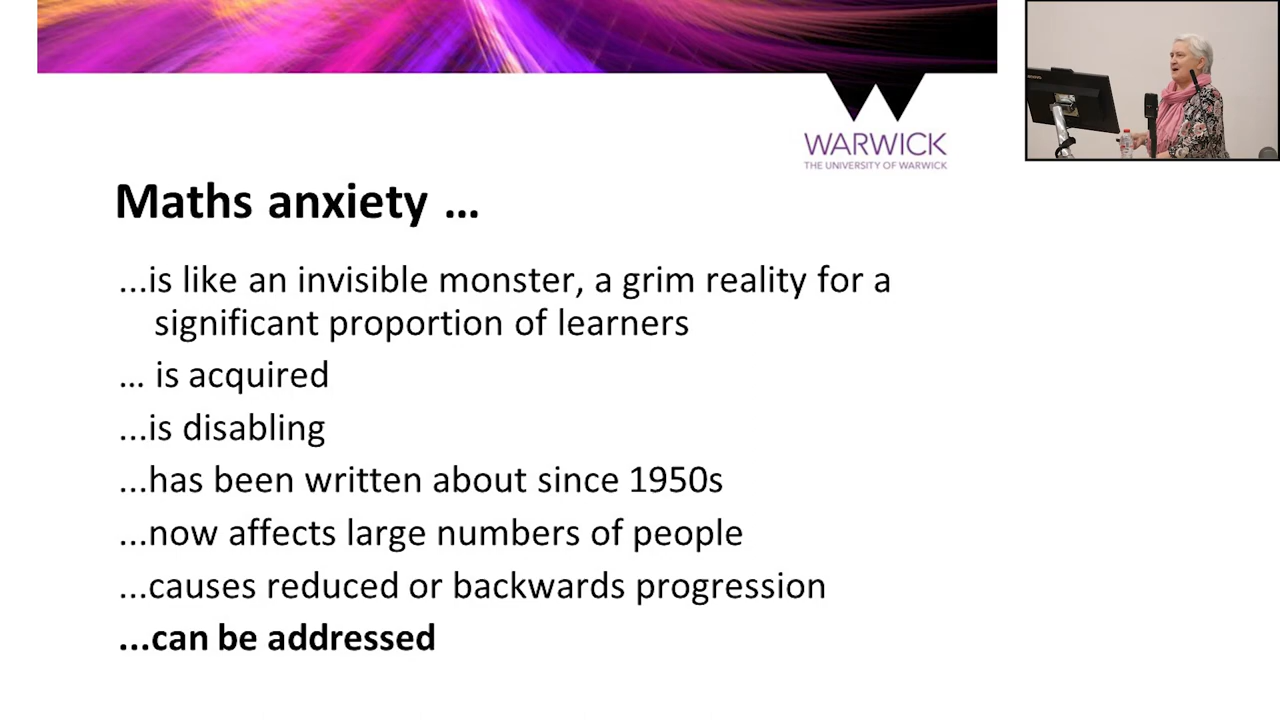 WARWICK
THE UNIVERSITY OF WARWICK
Maths anxiety ...
...is like an invisible monster, a grim reality for a
significant proportion of learners
... is acquired
...is disabling
...has been written about since 1950s
...now affects large numbers of people
...causes reduced or backwards progression
...can be addressed